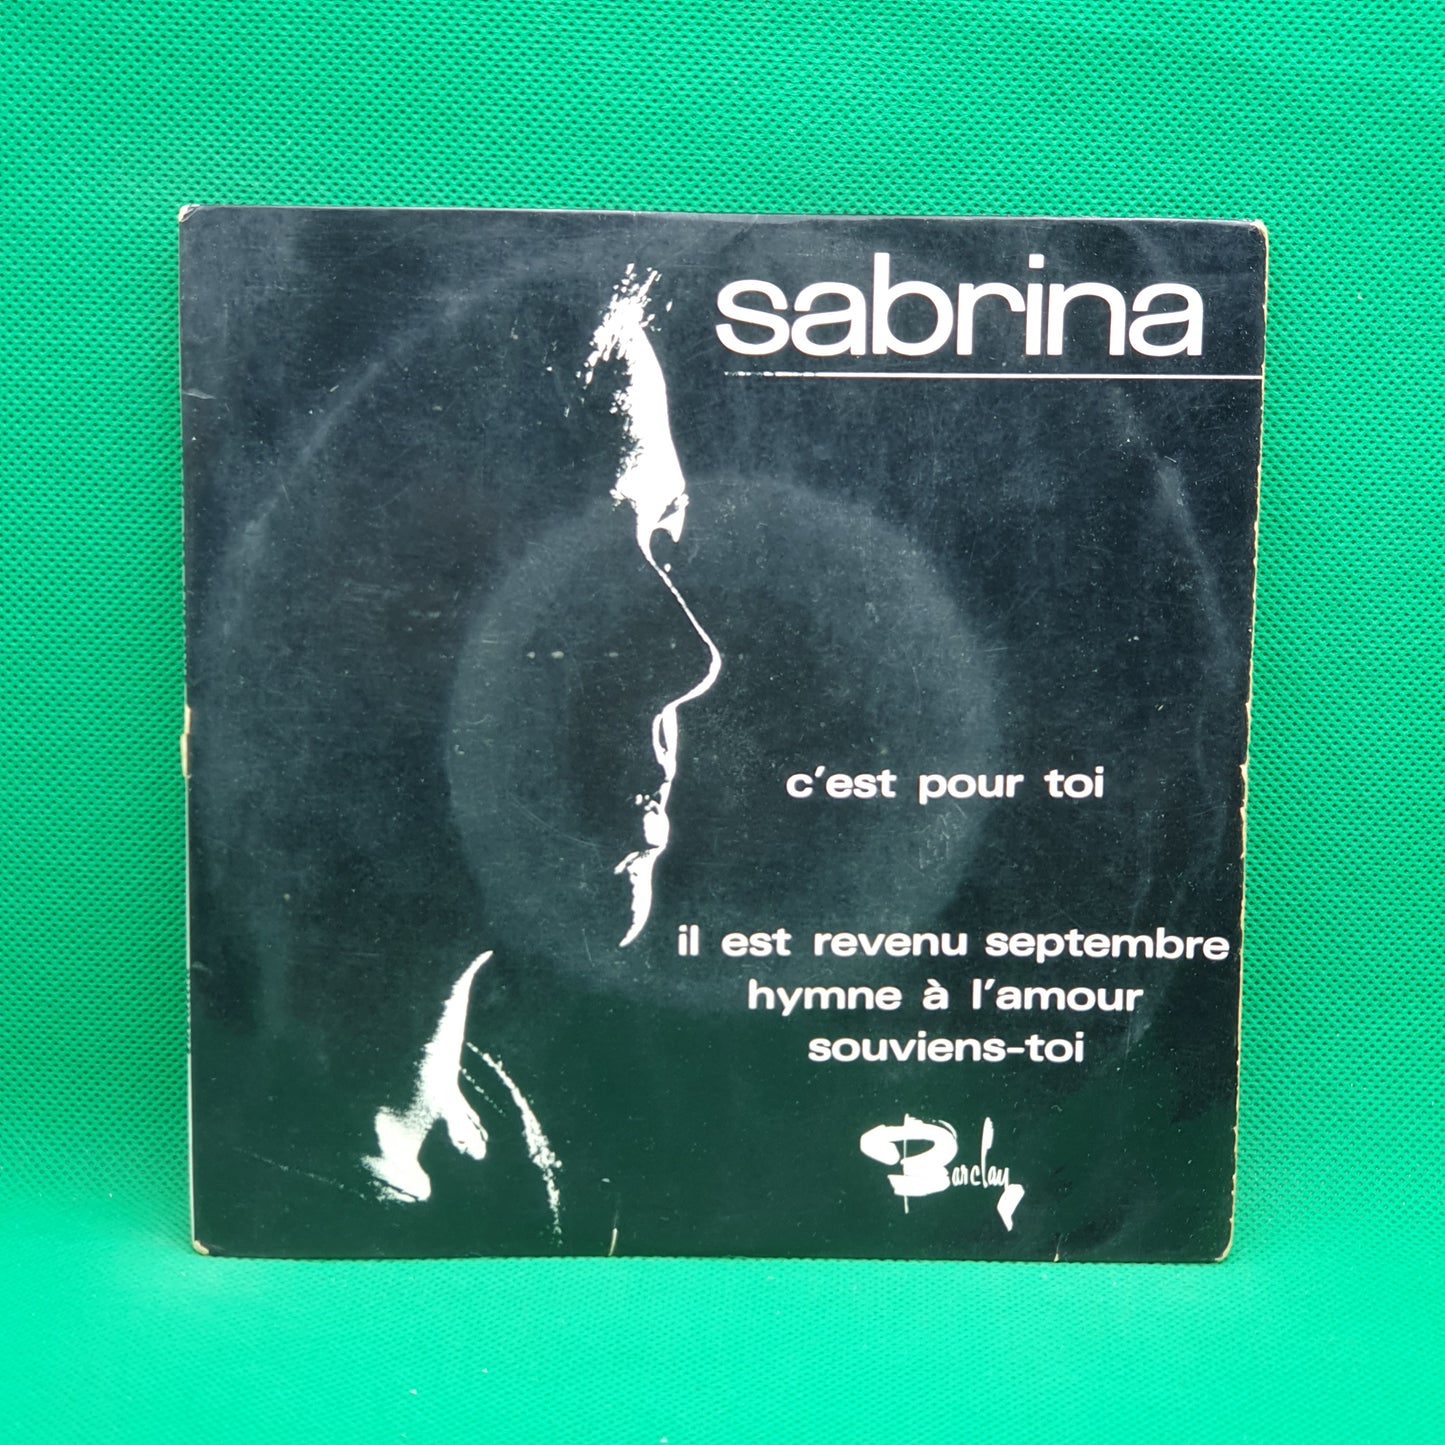 sabrina
c'est pour toi
il est revenu septembre
hymne à l'amour
souviens-toi
Barclay